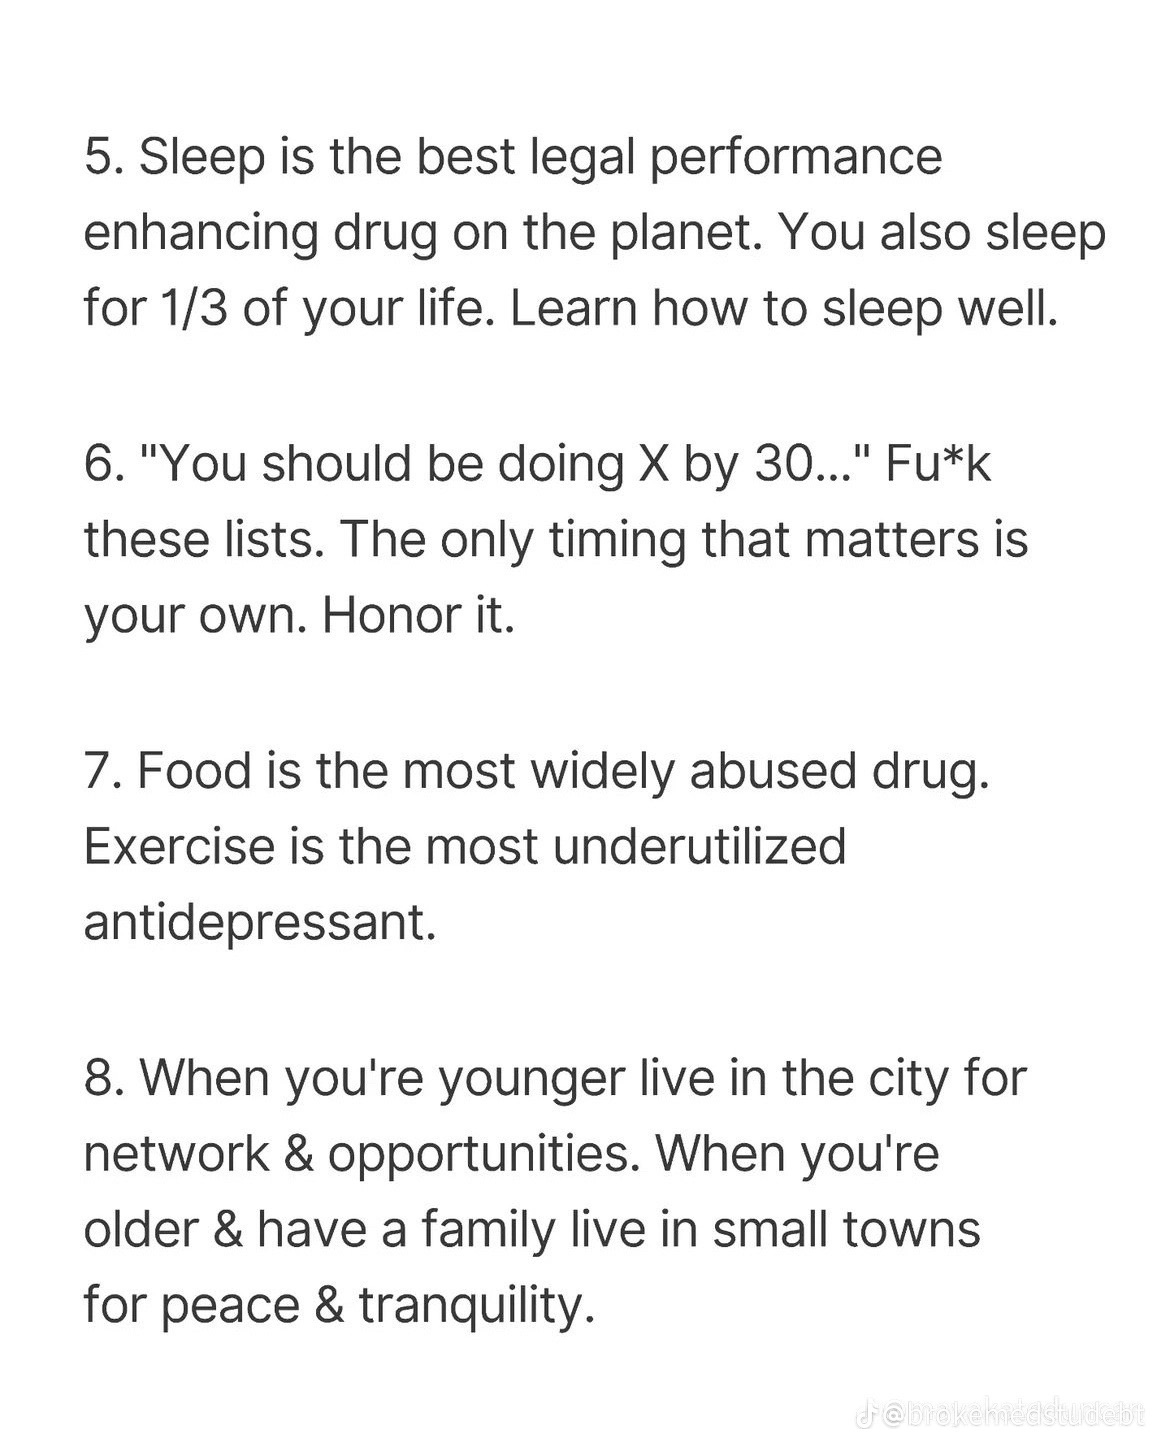 5. Sleep is the best legal performance
enhancing drug on the planet. You also sleep
for 1/3 of your life. Learn how to sleep well.
6. "You should be doing X by 30..." Fu*k
these lists. The only timing that matters is
your own. Honor it.
7. Food is the most widely abused drug.
Exercise is the most underutilized
antidepressant.
8. When you're younger live in the city for
network & opportunities. When you're
older & have a family live in small towns
for peace & tranquility.